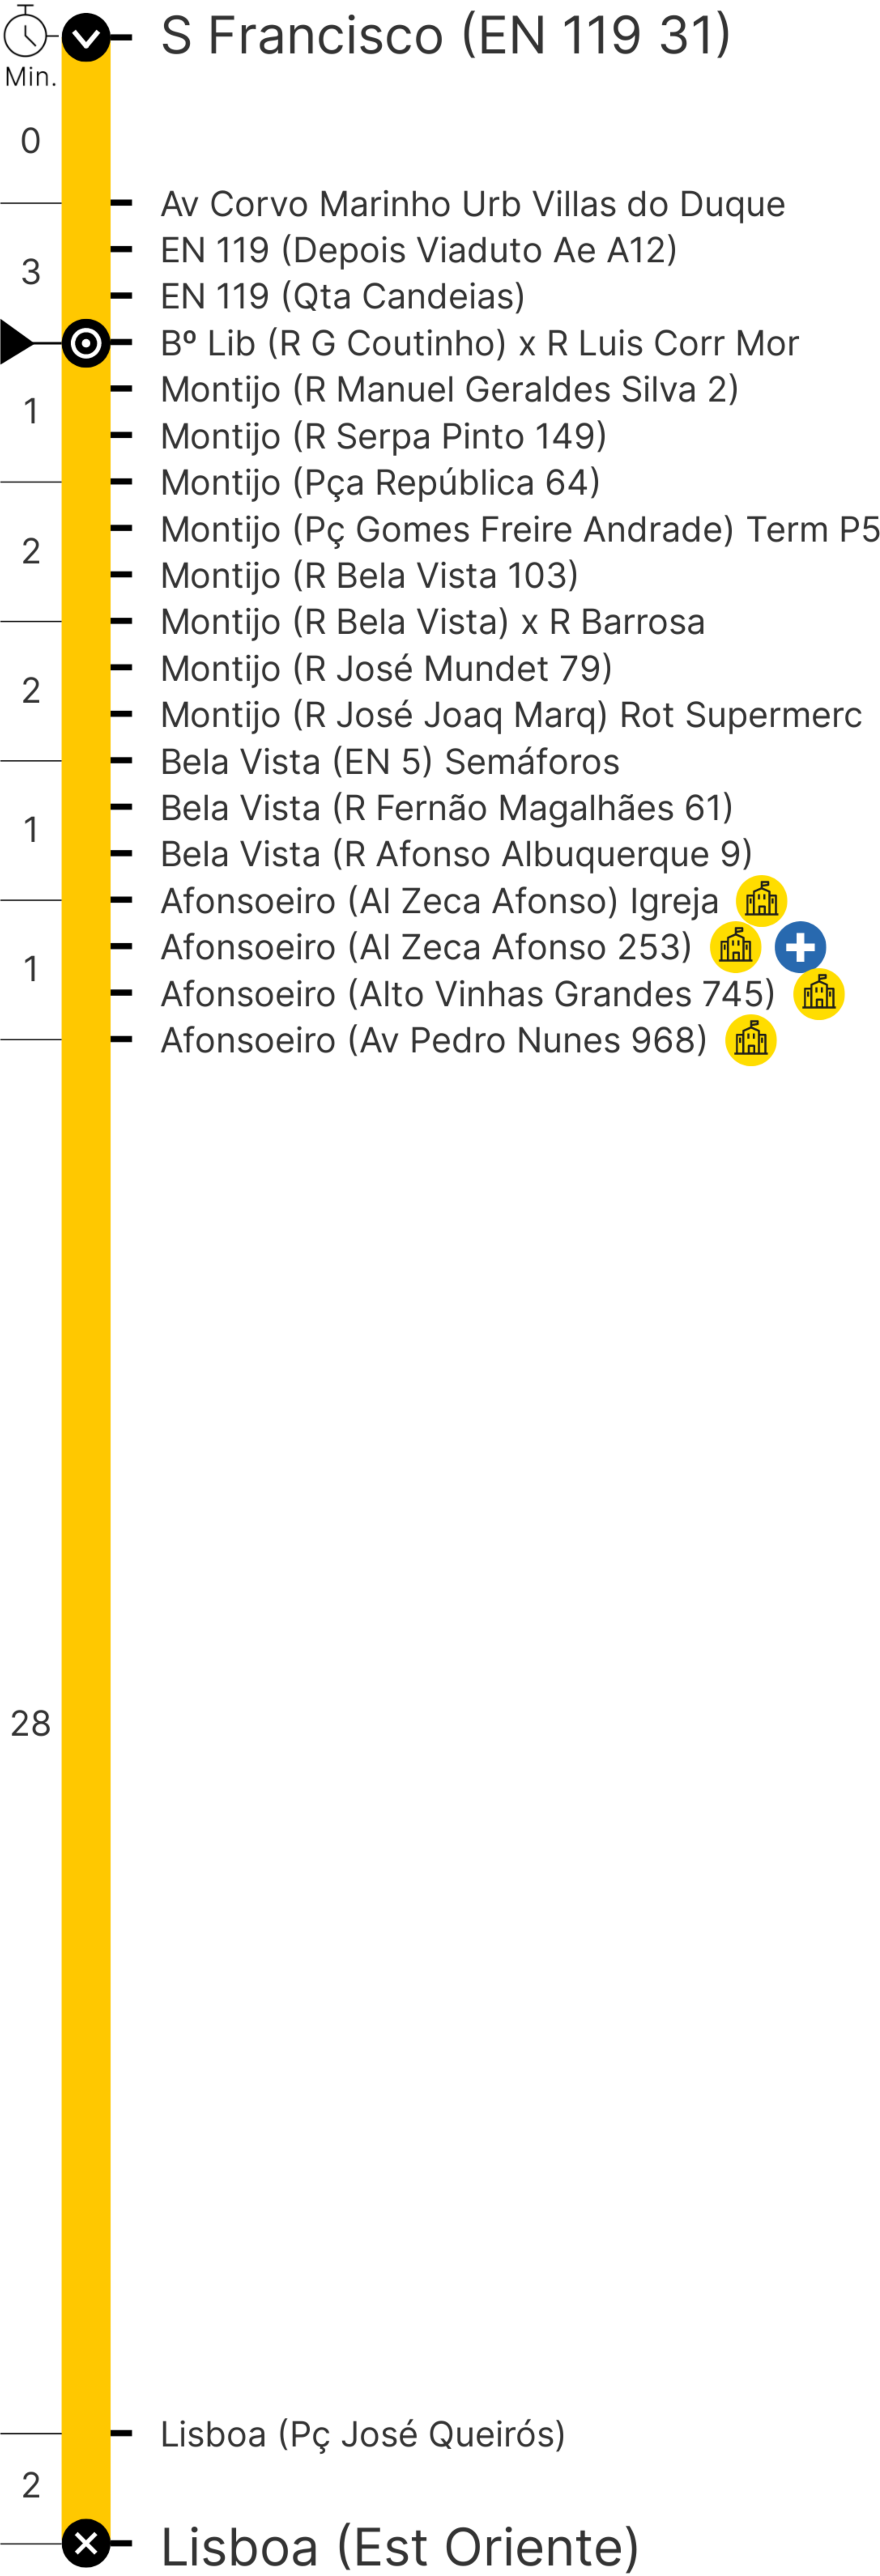 S Francisco (EN 119 31)
Min.
0
Av Corvo Marinho Urb Villas do Duque
EN 119 (Depois Viaduto Ae A12)
3
EN 119 (Qta Candeias)
Bº Lib (R G Coutinho) x R Luis Corr Mor
Montijo (R Manuel Geraldes Silva 2)
1
Montijo (R Serpa Pinto 149)
Montijo (Pça República 64)
Montijo (Pç Gomes Freire Andrade) Term P5
2
Montijo (R Bela Vista 103)
Montijo (R Bela Vista) x R Barrosa
Montijo (R José Mundet 79)
2
Montijo (R José Joaq Marq) Rot Supermerc
Bela Vista (EN 5) Semáforos
Bela Vista (R Fernão Magalhães 61)
1
Bela Vista (R Afonso Albuquerque 9)
Afonsoeiro (Al Zeca Afonso) Igreja
Afonsoeiro (Al Zeca Afonso 253)
1
Afonsoeiro (Alto Vinhas Grandes 745)
Afonsoeiro (Av Pedro Nunes 968)
28
Lisboa (Pç José Queirós)
2
Lisboa (Est Oriente)